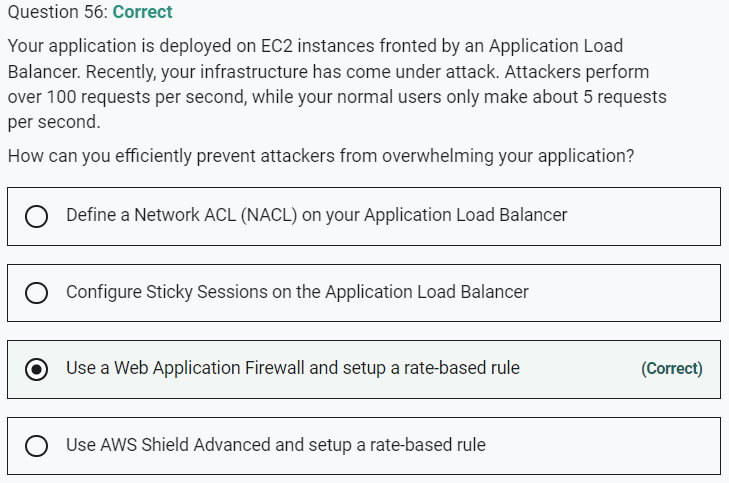 Question 56: Correct
Your application is deployed on EC2 instances fronted by an Application Load
Balancer. Recently, your infrastructure has come under attack. Attackers perform
over 100 requests per second, while your normal users only make about 5 requests
per second.
How can you efficiently prevent attackers from overwhelming your application?
Define a Network ACL (NACL) on your Application Load Balancer
Configure Sticky Sessions on the Application Load Balancer
Use a Web Application Firewall and setup a rate-based rule (Correct)
Use AWS Shield Advanced and setup a rate-based rule